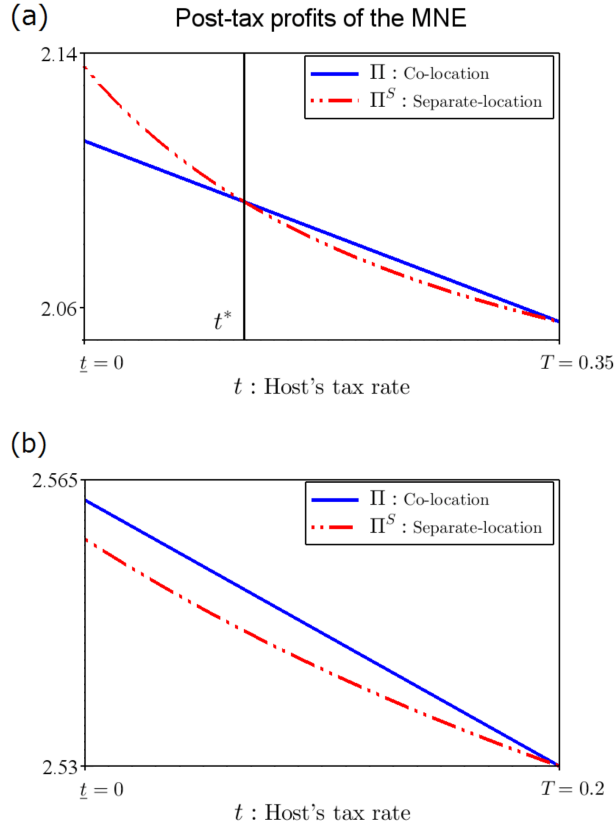 (a) Post-tax profits of the MNE
2.14
Π : Co-location
Π^S : Separate-location
2.06
t*
t̲ = 0
T = 0.35
t : Host's tax rate
(b)
2.565
Π : Co-location
Π^S : Separate-location
2.53
t̲ = 0
T = 0.2
t : Host's tax rate